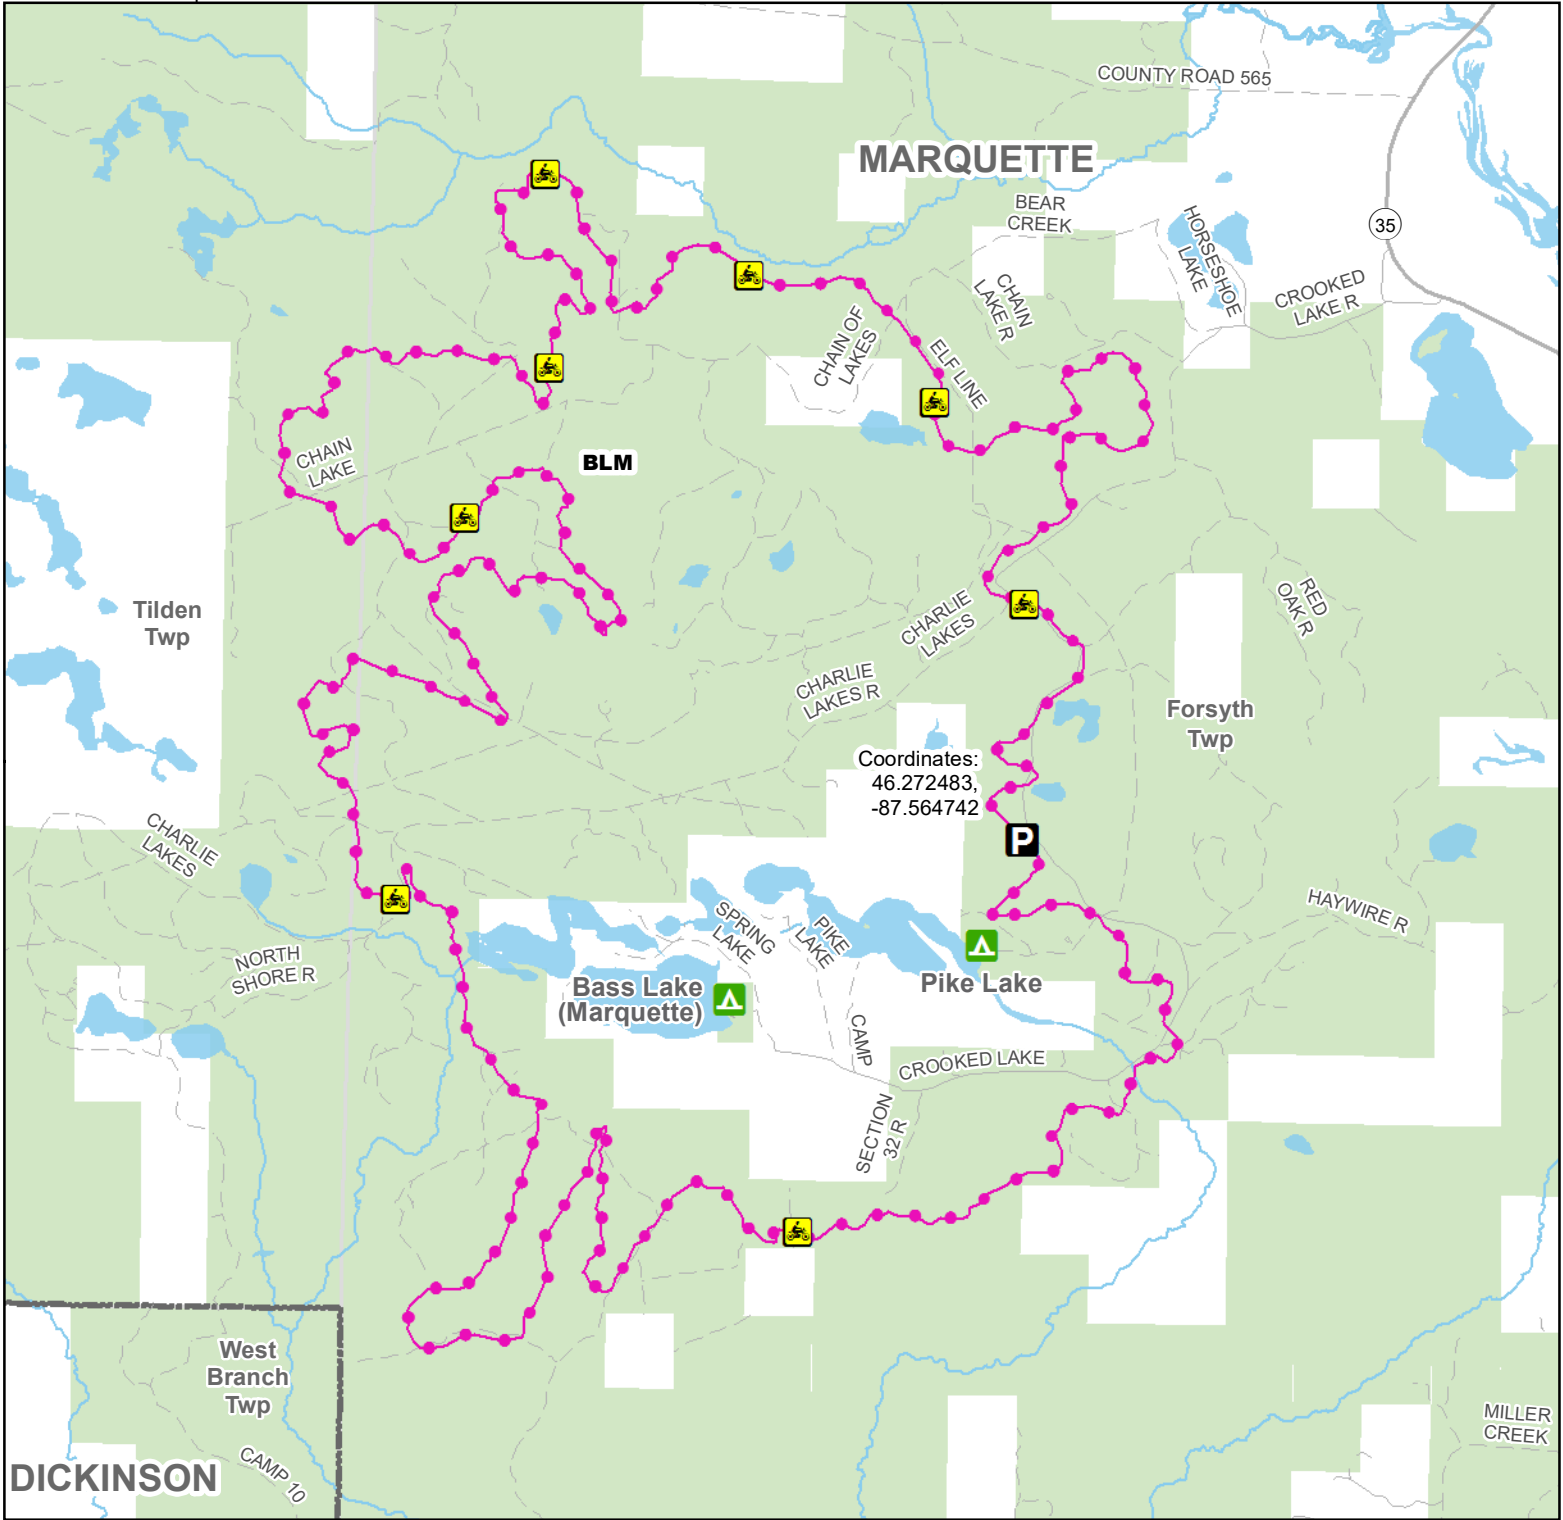 COUNTY ROAD 565
MARQUETTE
BEAR
CREEK
HORSESHOE
LAKE
35
CROOKED
LAKE R
CHAIN
LAKE R
CHAIN OF
LAKES
ELF LINE
CHAIN
LAKE
BLM
Tilden
Twp
CHARLIE
LAKES
RED
OAK R
CHARLIE
LAKES R
Forsyth
Twp
Coordinates:
46.272483,
-87.564742
P
CHARLIE
LAKES
HAYWIRE R
SPRING
LAKE
PIKE
LAKE
NORTH
SHORE R
Bass Lake
(Marquette)
Pike Lake
CAMP
CROOKED LAKE
SECTION
32 R
West
Branch
Twp
MILLER
CREEK
CAMP 10
DICKINSON